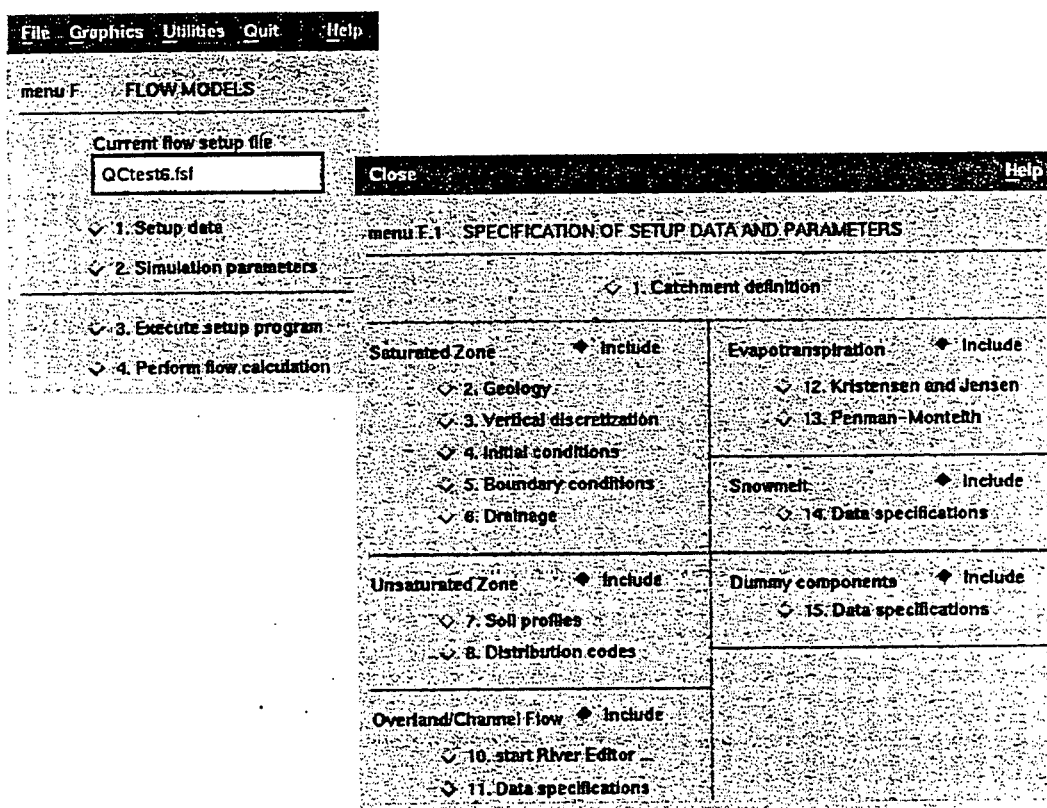 File Graphics Utilities Quit Help
menu F FLOW MODELS
Current flow setup file
QCtest6.fsf
1. Setup data
2. Simulation parameters
3. Execute setup program
4. Perform flow calculation
Close Help
menu F.1 SPECIFICATION OF SETUP DATA AND PARAMETERS
1. Catchment definition
Saturated Zone Include
2. Geology
3. Vertical discretization
4. Initial conditions
5. Boundary conditions
6. Drainage
Unsaturated Zone Include
7. Soil profiles
8. Distribution codes
Overland/Channel Flow Include
10. start River Editor ...
11. Data specifications
Evapotranspiration Include
12. Kristensen and Jensen
13. Penman-Monteith
Snowmelt Include
14. Data specifications
Dummy components Include
15. Data specifications